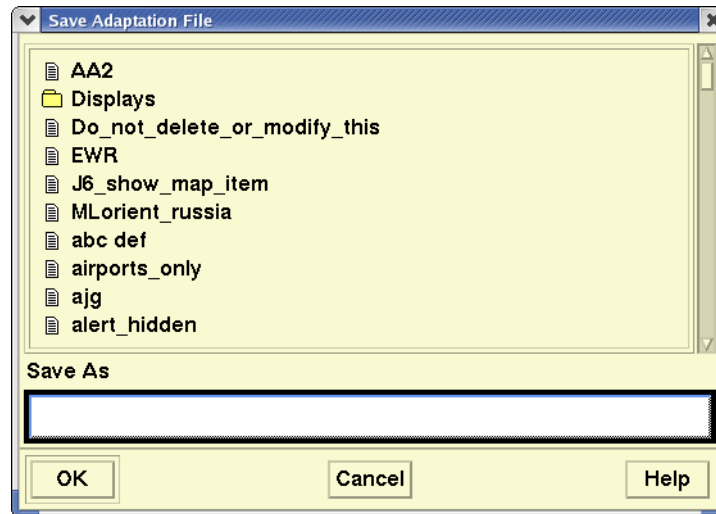 Save Adaptation File
AA2
Displays
Do_not_delete_or_modify_this
EWR
J6_show_map_item
MLorient_russia
abc def
airports_only
ajg
alert_hidden
Save As
OK Cancel Help